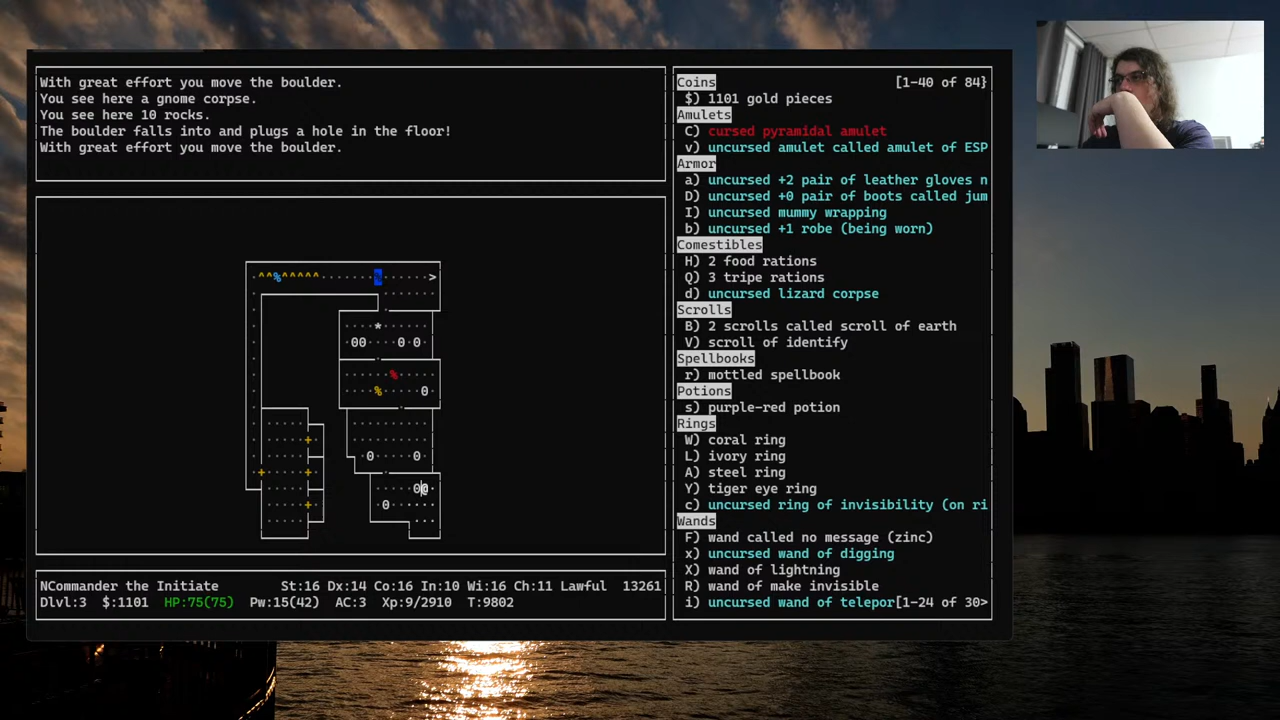 With great effort you move the boulder.
You see here a gnome corpse.
You see here 10 rocks.
The boulder falls into and plugs a hole in the floor!
With great effort you move the boulder.
Coins [1-40 of 84}
$) 1101 gold pieces
Amulets
C) cursed pyramidal amulet
v) uncursed amulet called amulet of ESP
Armor
a) uncursed +2 pair of leather gloves n
D) uncursed +0 pair of boots called jum
I) uncursed mummy wrapping
b) uncursed +1 robe (being worn)
Comestibles
H) 2 food rations
Q) 3 tripe rations
d) uncursed lizard corpse
Scrolls
B) 2 scrolls called scroll of earth
V) scroll of identify
Spellbooks
r) mottled spellbook
Potions
s) purple-red potion
Rings
W) coral ring
L) ivory ring
A) steel ring
Y) tiger eye ring
c) uncursed ring of invisibility (on ri
Wands
F) wand called no message (zinc)
x) uncursed wand of digging
X) wand of lightning
R) wand of make invisible
i) uncursed wand of telepor[1-24 of 30>
NCommander the Initiate St:16 Dx:14 Co:16 In:10 Wi:16 Ch:11 Lawful 13261
Dlvl:3 $:1101 HP:75(75) Pw:15(42) AC:3 Xp:9/2910 T:9802